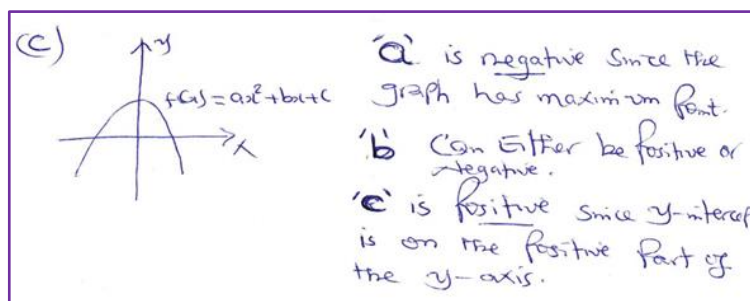 (C)
y
f(x) = ax²+bx+c
x
'a' is negative since the
graph has maximum point.
'b' Can Either be positive or
negative.
'c' is positive since y-intercep
is on the positive part of
the y-axis.